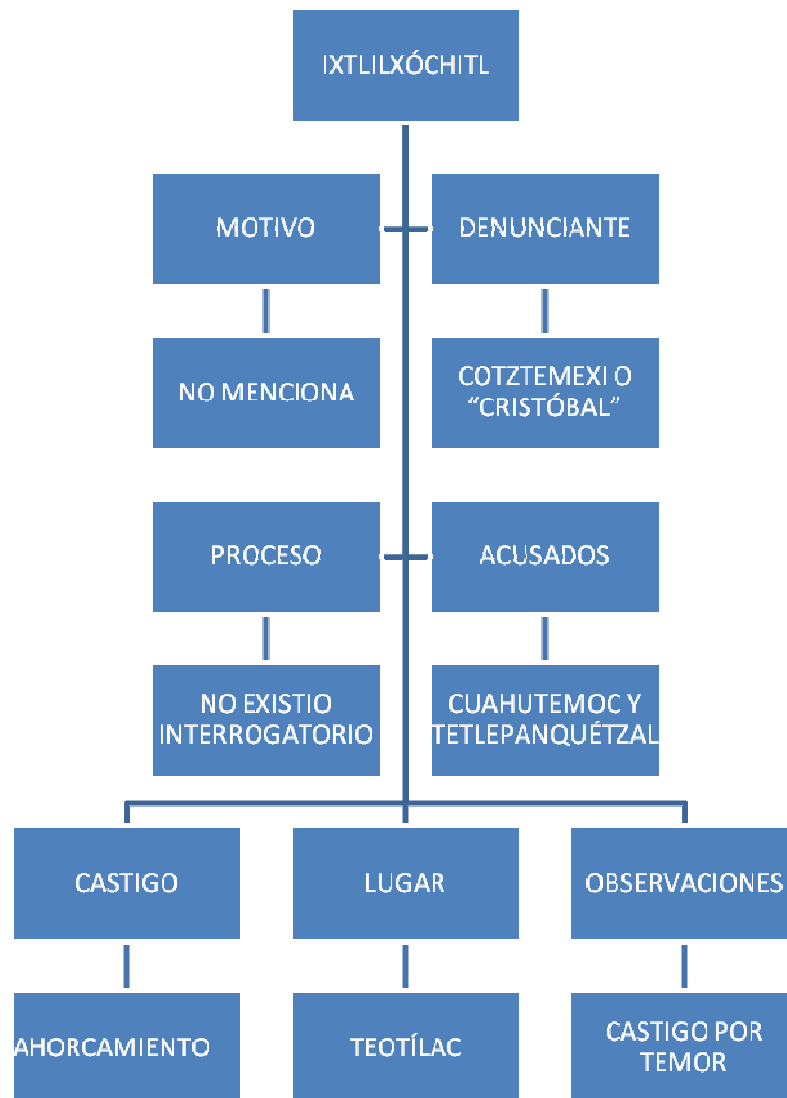 IXTLILXÓCHITL
MOTIVO
DENUNCIANTE
NO MENCIONA
COTZTEMEXI O
“CRISTÓBAL”
PROCESO
ACUSADOS
NO EXISTIO
INTERROGATORIO
CUAHUTEMOC Y
TETLEPANQUÉTZAL
CASTIGO
LUGAR
OBSERVACIONES
AHORCAMIENTO
TEOTÍLAC
CASTIGO POR
TEMOR